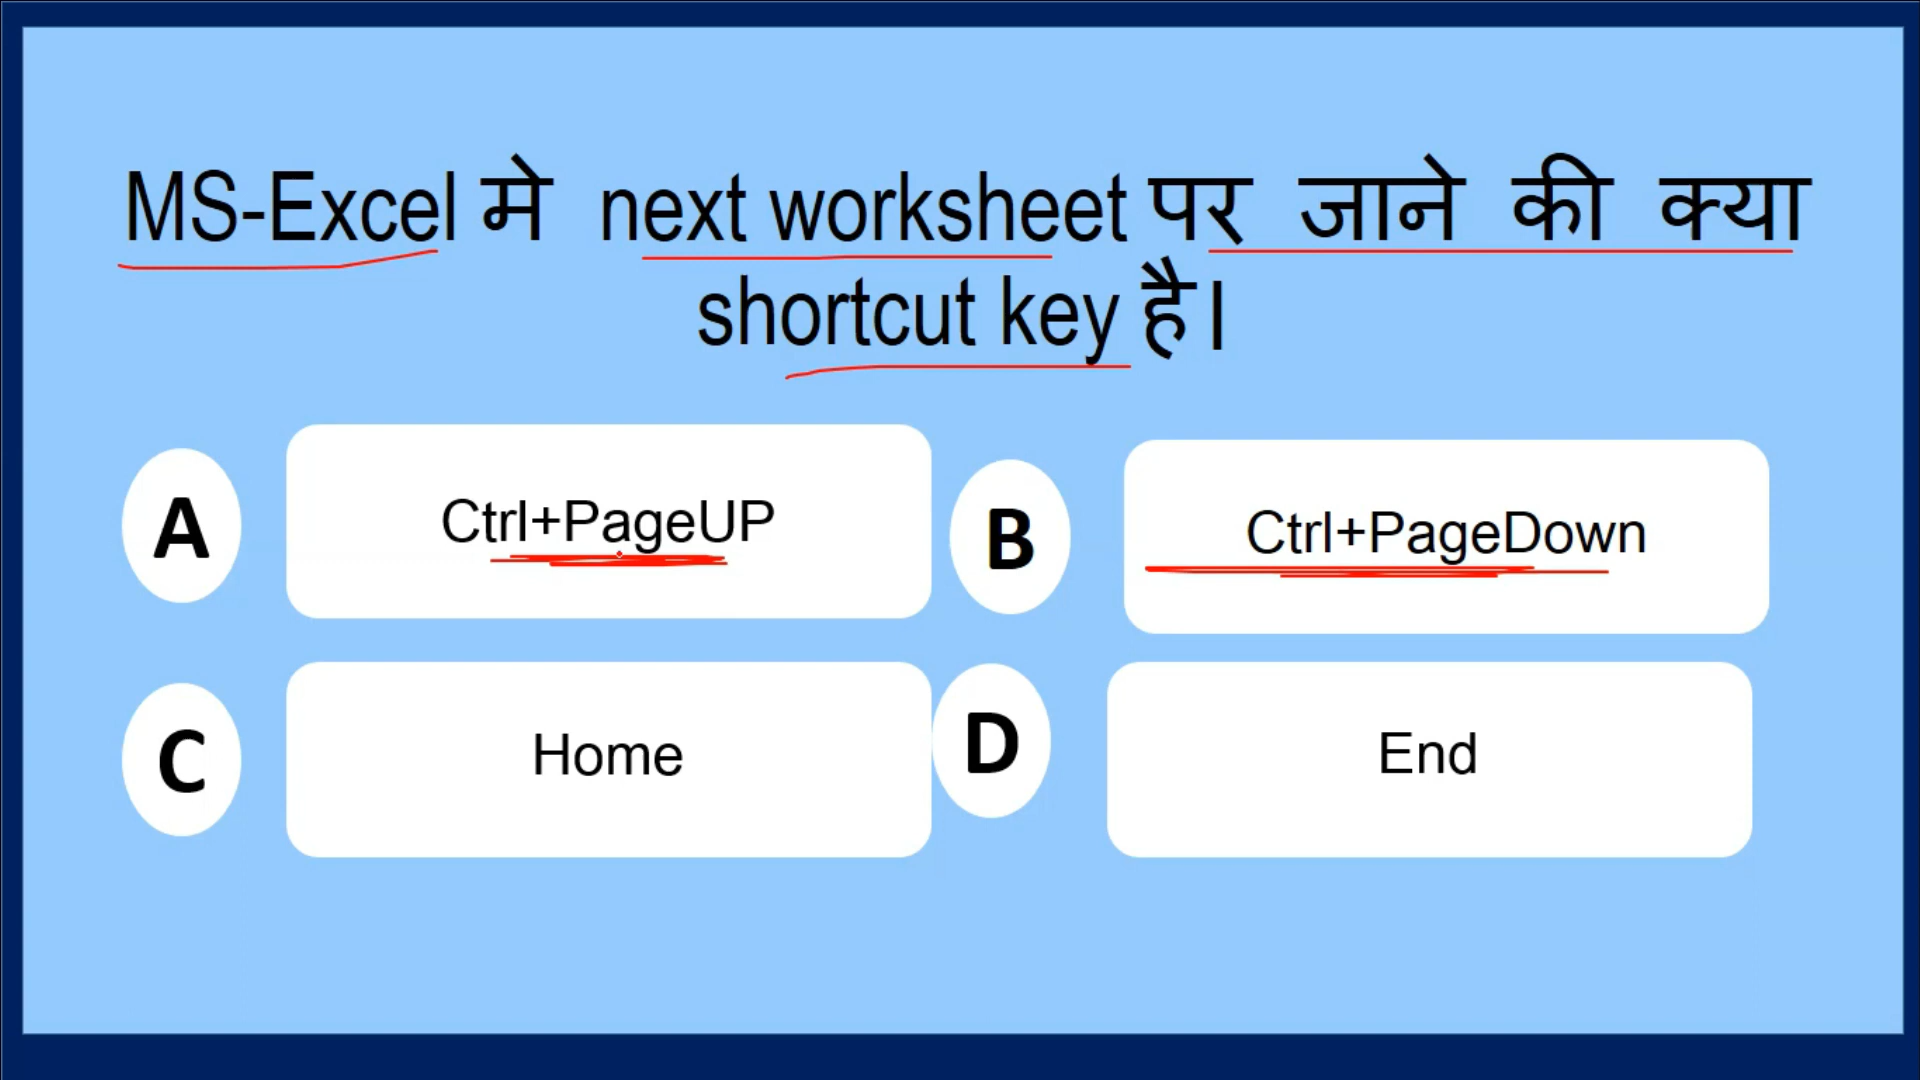 MS-Excel मे next worksheet पर जाने की क्या
shortcut key है।
A Ctrl+PageUP
B Ctrl+PageDown
C Home
D End